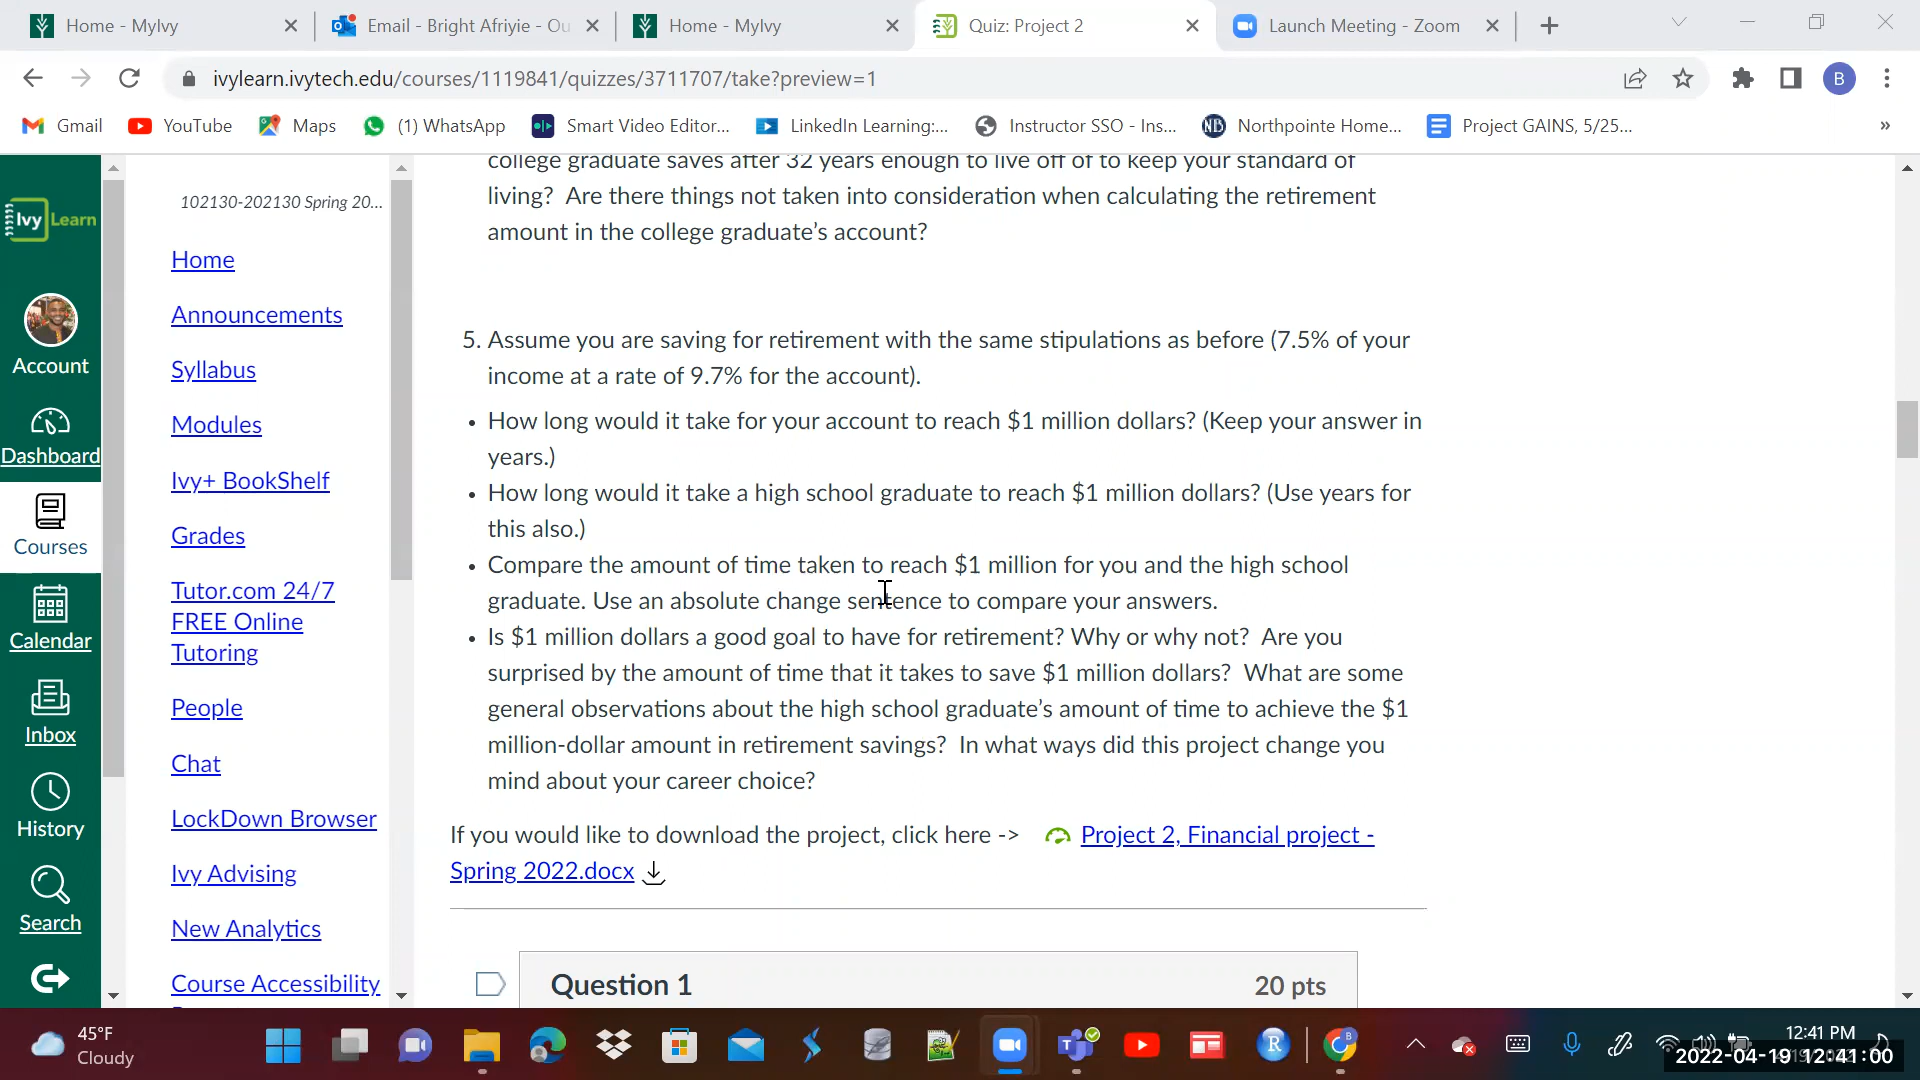 Home - MyIvy
Email - Bright Afriyie - Ou
Home - MyIvy
Quiz: Project 2
Launch Meeting - Zoom
ivylearn.ivytech.edu/courses/1119841/quizzes/3711707/take?preview=1
B
Gmail
YouTube
Maps
(1) WhatsApp
Smart Video Editor...
LinkedIn Learning:...
Instructor SSO - Ins...
NB
Northpointe Home...
Project GAINS, 5/25...
»
Ivy Learn
Account
Dashboard
Courses
Calendar
Inbox
History
Search
102130-202130 Spring 20...
Home
Announcements
Syllabus
Modules
Ivy+ BookShelf
Grades
Tutor.com 24/7
FREE Online
Tutoring
People
Chat
LockDown Browser
Ivy Advising
New Analytics
Course Accessibility
college graduate saves after 32 years enough to live off of to keep your standard of
living? Are there things not taken into consideration when calculating the retirement
amount in the college graduate’s account?
5. Assume you are saving for retirement with the same stipulations as before (7.5% of your
income at a rate of 9.7% for the account).
• How long would it take for your account to reach $1 million dollars? (Keep your answer in
years.)
• How long would it take a high school graduate to reach $1 million dollars? (Use years for
this also.)
• Compare the amount of time taken to reach $1 million for you and the high school
graduate. Use an absolute change sentence to compare your answers.
• Is $1 million dollars a good goal to have for retirement? Why or why not? Are you
surprised by the amount of time that it takes to save $1 million dollars? What are some
general observations about the high school graduate’s amount of time to achieve the $1
million-dollar amount in retirement savings? In what ways did this project change you
mind about your career choice?
If you would like to download the project, click here -> Project 2, Financial project -
Spring 2022.docx
Question 1
20 pts
45°F
Cloudy
R
B
12:41 PM
2022-04-19 12:41:00